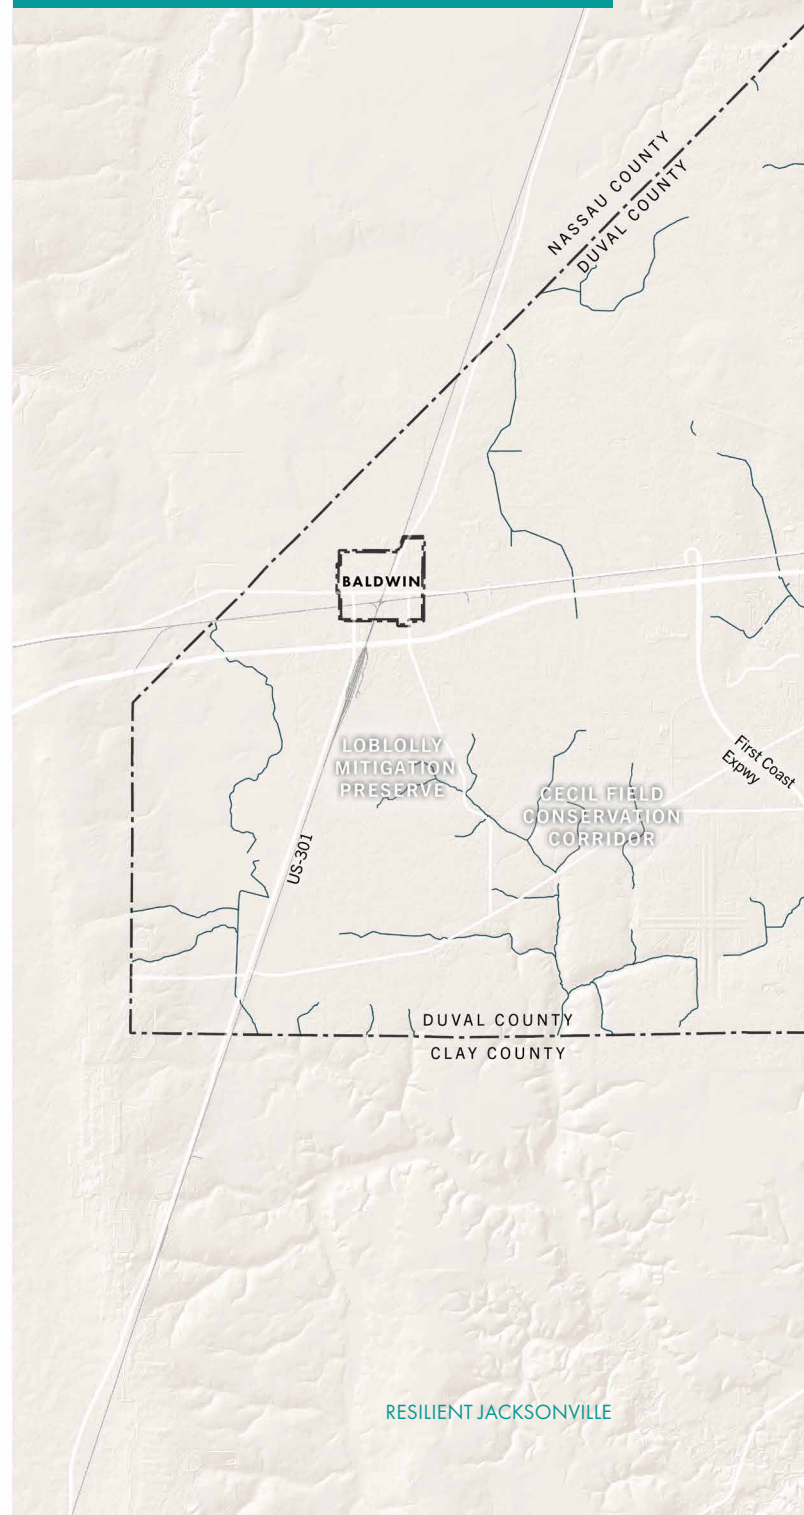 NASSAU COUNTY
DUVAL COUNTY
BALDWIN
LOBLOLLY
MITIGATION
PRESERVE
First Coast
Expwy
CECIL FIELD
CONSERVATION
CORRIDOR
US-301
DUVAL COUNTY
CLAY COUNTY
RESILIENT JACKSONVILLE